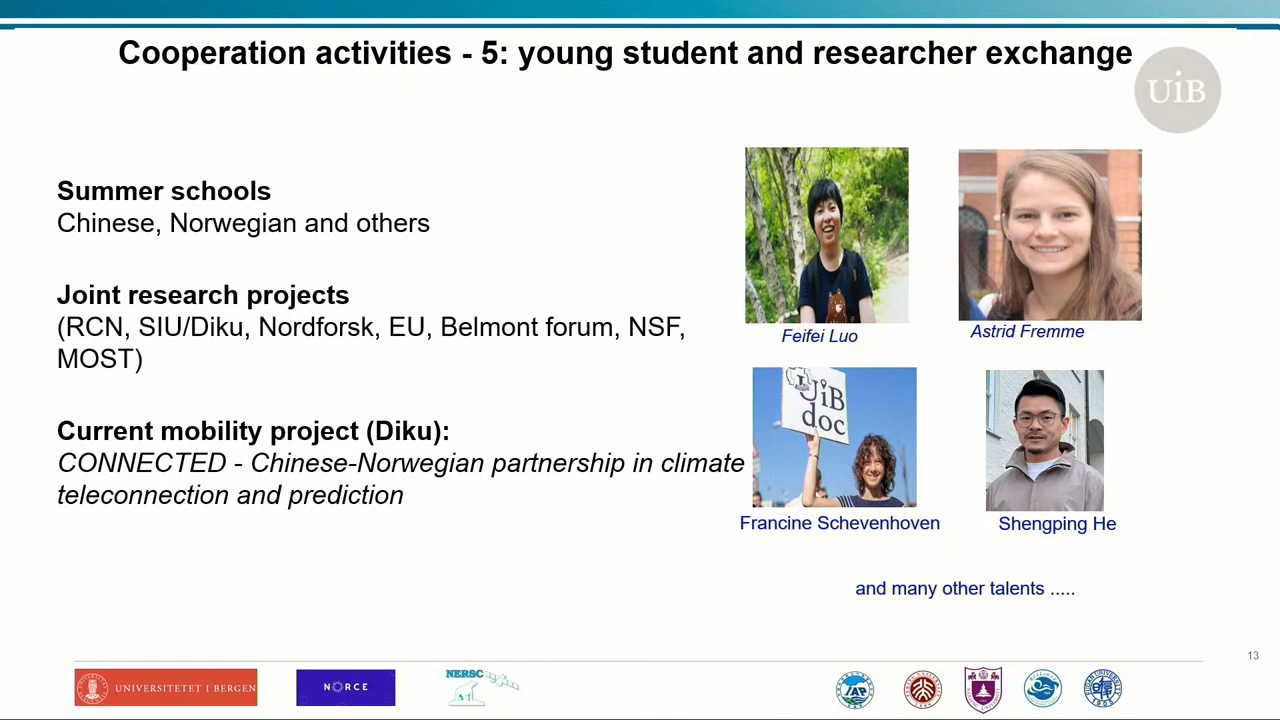 Cooperation activities - 5: young student and researcher exchange
UiB
Summer schools
Chinese, Norwegian and others
Joint research projects
(RCN, SIU/Diku, Nordforsk, EU, Belmont forum, NSF,
MOST)
Current mobility project (Diku):
CONNECTED - Chinese-Norwegian partnership in climate
teleconnection and prediction
Feifei Luo
Astrid Fremme
UiB
doc
Francine Schevenhoven
Shengping He
and many other talents .....
13
UNIVERSITETET I BERGEN
NORCE
NERSC
IAP